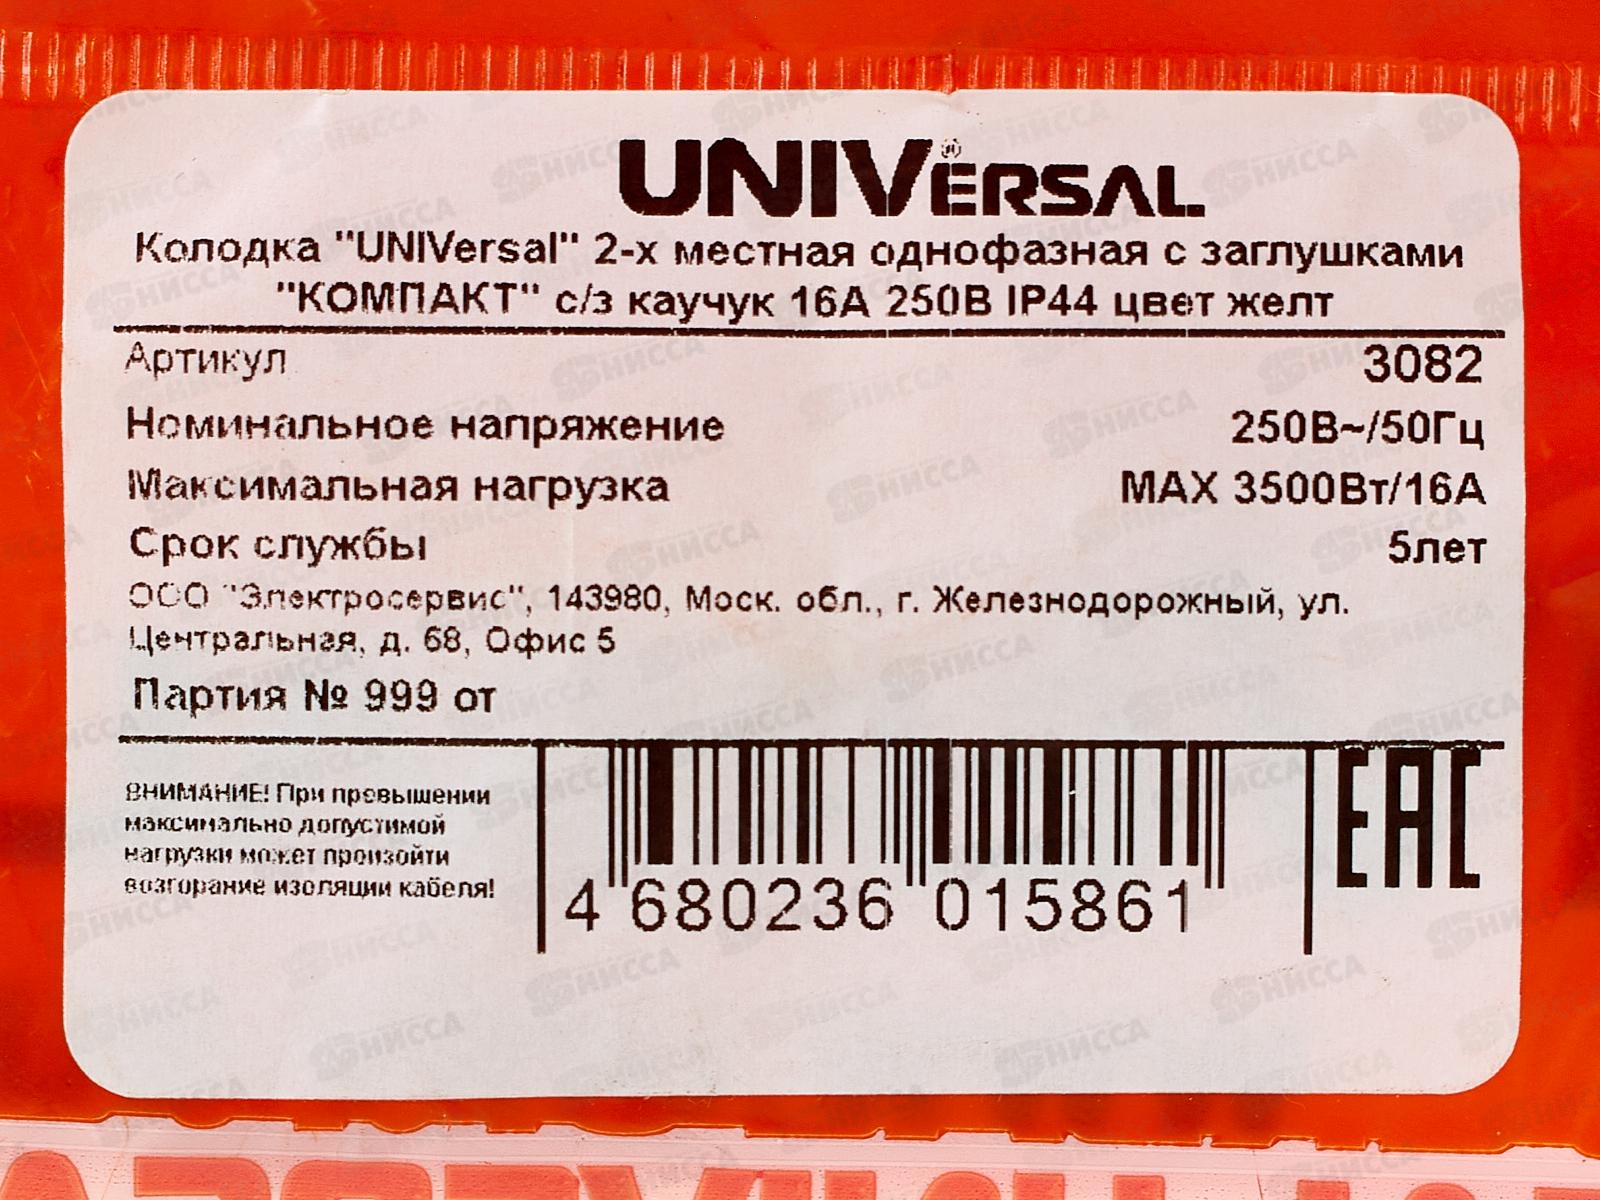 UNIVERSAL®
Колодка "UNIVersal" 2-х местная однофазная с заглушками
"КОМПАКТ" с/з каучук 16А 250В IP44 цвет желт
Артикул 3082
Номинальное напряжение 250В~/50Гц
Максимальная нагрузка MAX 3500Вт/16А
Срок службы 5лет
ООО "Электросервис", 143980, Моск. обл., г. Железнодорожный, ул.
Центральная, д. 68, Офис 5
Партия № 999 от
ВНИМАНИЕ! При превышении
максимально допустимой
нагрузки может произойти
возгорание изоляции кабеля!
4 680236 015861
EAC
НИССА